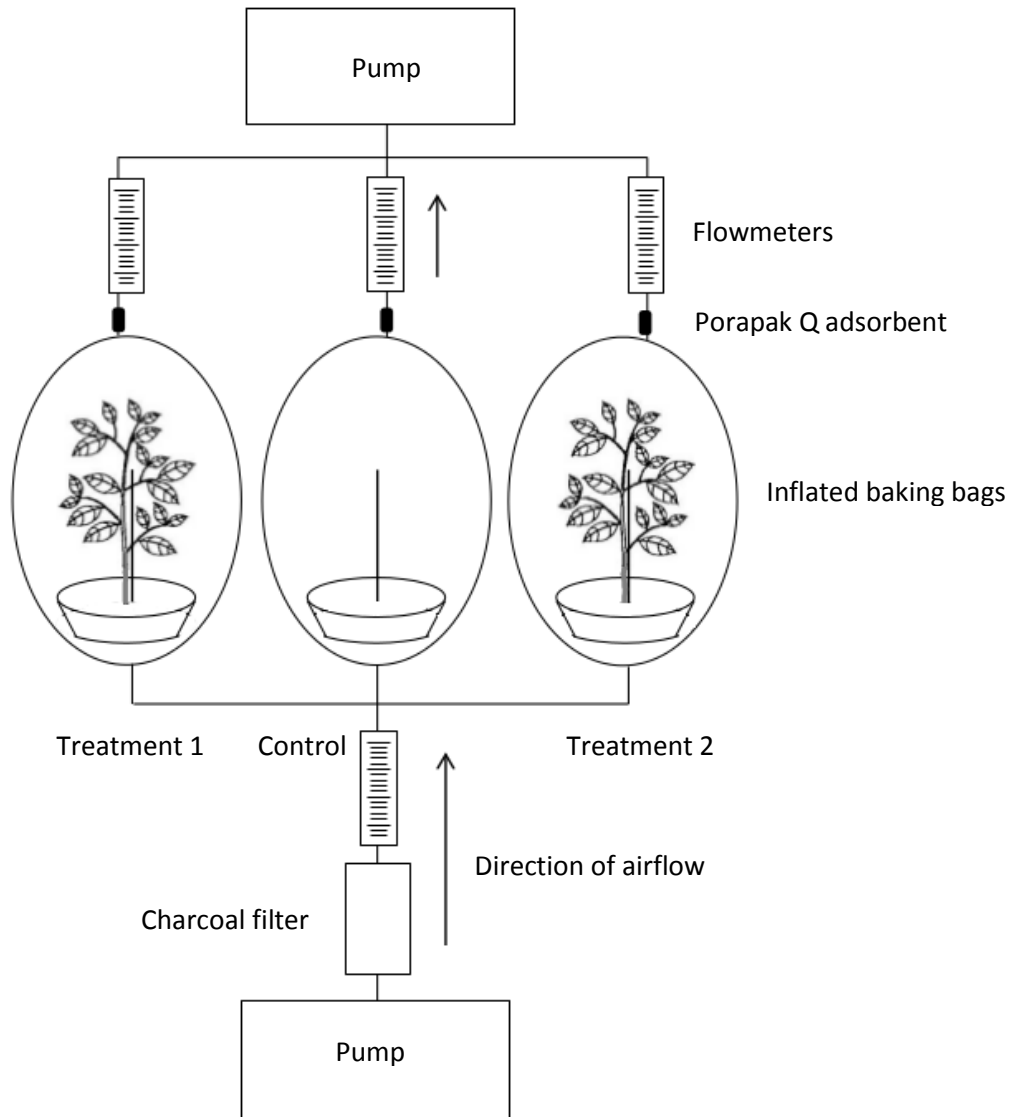 Pump
Flowmeters
Porapak Q adsorbent
Inflated baking bags
Treatment 1
Control
Treatment 2
Direction of airflow
Charcoal filter
Pump